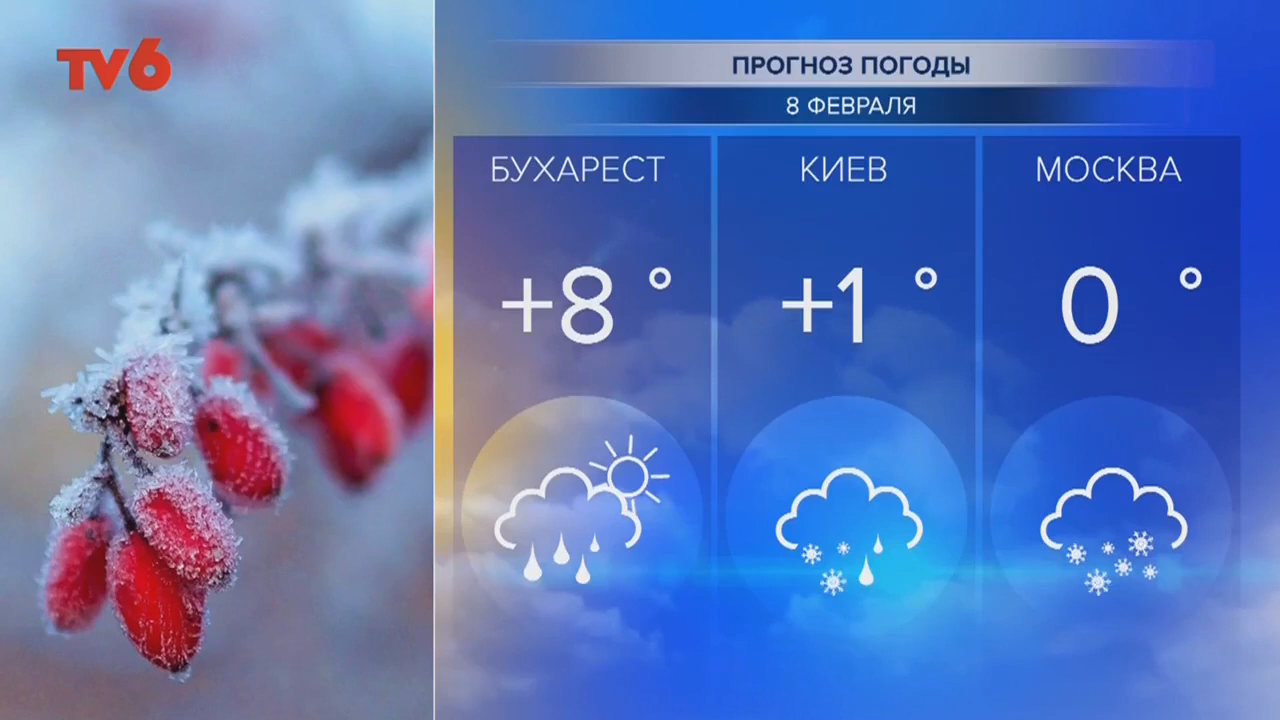 TV6
ПРОГНОЗ ПОГОДЫ
8 ФЕВРАЛЯ
БУХАРЕСТ
+8°
КИЕВ
+1°
МОСКВА
0°